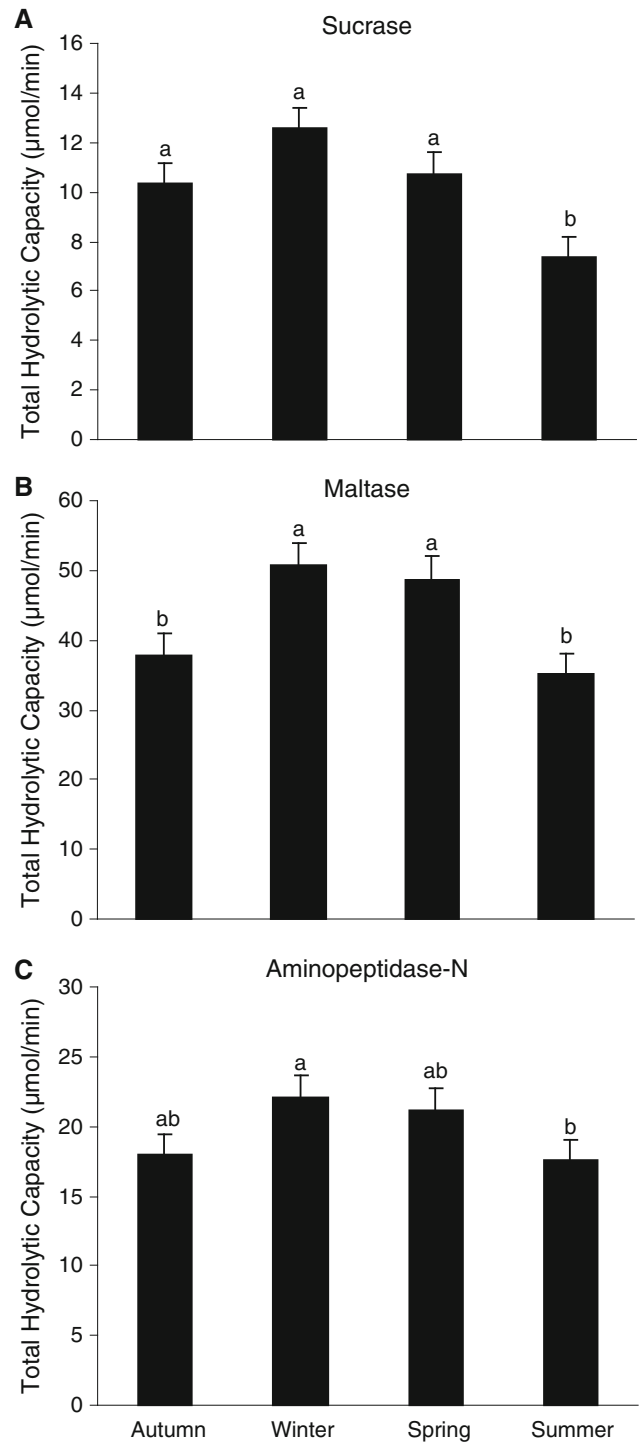 A
Sucrase
Total Hydrolytic Capacity (µmol/min)
16
14
12
10
8
6
4
2
0
a
a
a
b
B
Maltase
Total Hydrolytic Capacity (µmol/min)
60
50
40
30
20
10
0
b
a
a
b
C
Aminopeptidase-N
Total Hydrolytic Capacity (µmol/min)
30
25
20
15
10
5
0
ab
a
ab
b
Autumn Winter Spring Summer